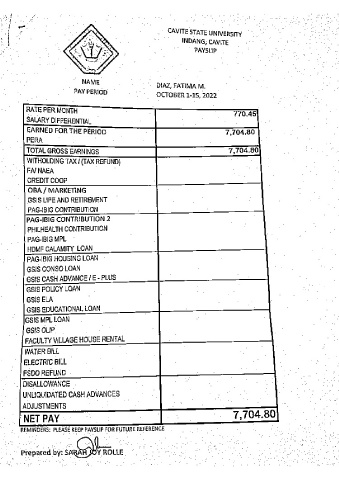 CAVITE STATE UNIVERSITY
INDANG, CAVITE
PAYSLIP
NAME DIAZ, FATIMA M.
PAY PERIOD OCTOBER 1-15, 2022
RATE PER MONTH 770.45
SALARY DIFFERENTIAL
EARNED FOR THE PERIOD 7,704.80
PERA
TOTAL GROSS EARNINGS 7,704.80
WITHHOLDING TAX / (TAX REFUND)
FA/NAEA
CREDIT COOP
OBA / MARKETING
GSIS LIFE AND RETIREMENT
PAG-IBIG CONTRIBUTION
PAG-IBIG CONTRIBUTION 2
PHILHEALTH CONTRIBUTION
PAG-IBIG MPL
HDMF CALAMITY LOAN
PAG-IBIG HOUSING LOAN
GSIS CONSO LOAN
GSIS CASH ADVANCE / E - PLUS
GSIS POLICY LOAN
GSIS ELA
GSIS EDUCATIONAL LOAN
GSIS MPL LOAN
GSIS OLIP
FACULTY VILLAGE HOUSE RENTAL
WATER BILL
ELECTRIC BILL
FSDO REFUND
DISALLOWANCE
UNLIQUIDATED CASH ADVANCES
ADJUSTMENTS
NET PAY 7,704.80
REMINDERS: PLEASE KEEP PAYSLIP FOR FUTURE REFERENCE
Prepared by: SARAH JOY ROLLE